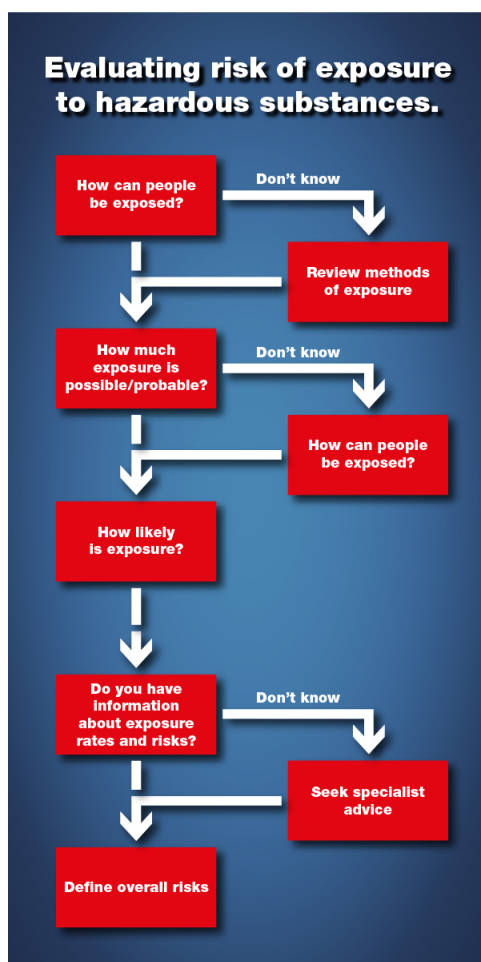 Evaluating risk of exposure
to hazardous substances.
How can people
be exposed?
Don't know
Review methods
of exposure
How much
exposure is
possible/probable?
Don't know
How can people
be exposed?
How likely
is exposure?
Do you have
information
about exposure
rates and risks?
Don't know
Seek specialist
advice
Define overall risks